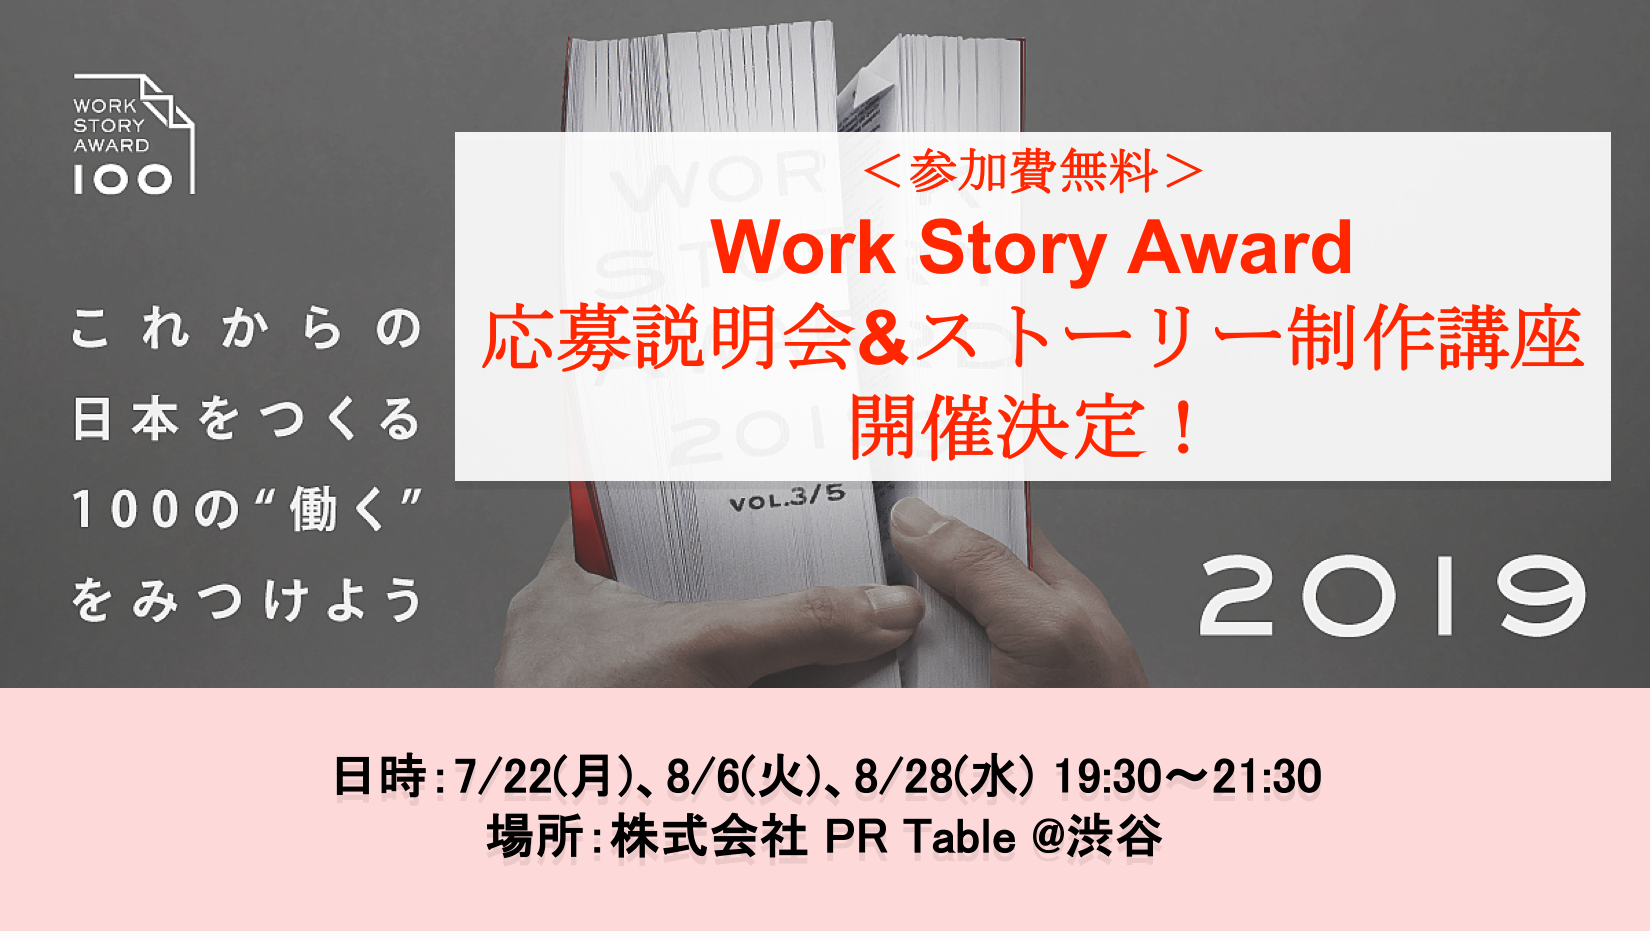 WORK
STORY
AWARD
100
これからの
日本をつくる
100の“働く”
をみつけよう
＜参加費無料＞
Work Story Award
応募説明会&ストーリー制作講座
開催決定！
WORK
STORY
AWARD
2019
VOL.3/5
2019
日時：7/22(月)、8/6(火)、8/28(水) 19:30～21:30
場所：株式会社 PR Table @渋谷